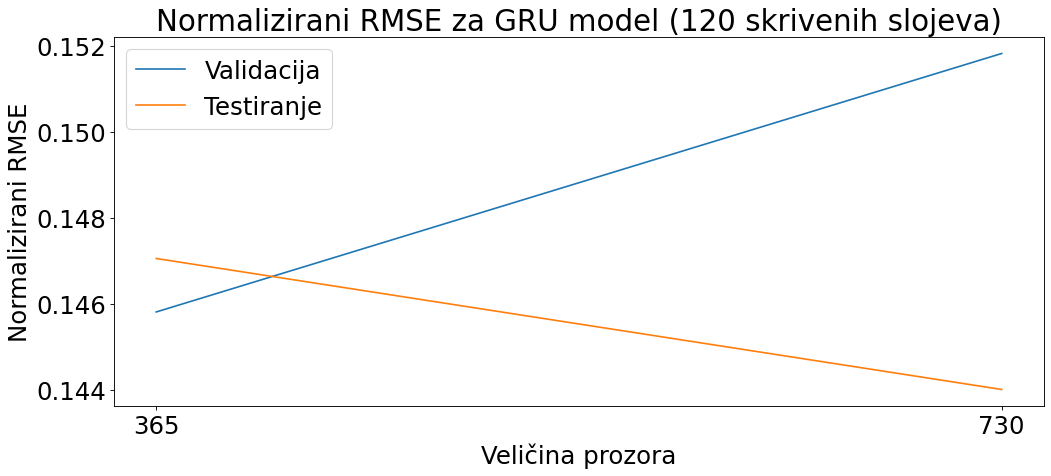 Normalizirani RMSE za GRU model (120 skrivenih slojeva)
Normalizirani RMSE
0.152
0.150
0.148
0.146
0.144
Validacija
Testiranje
365
730
Veličina prozora